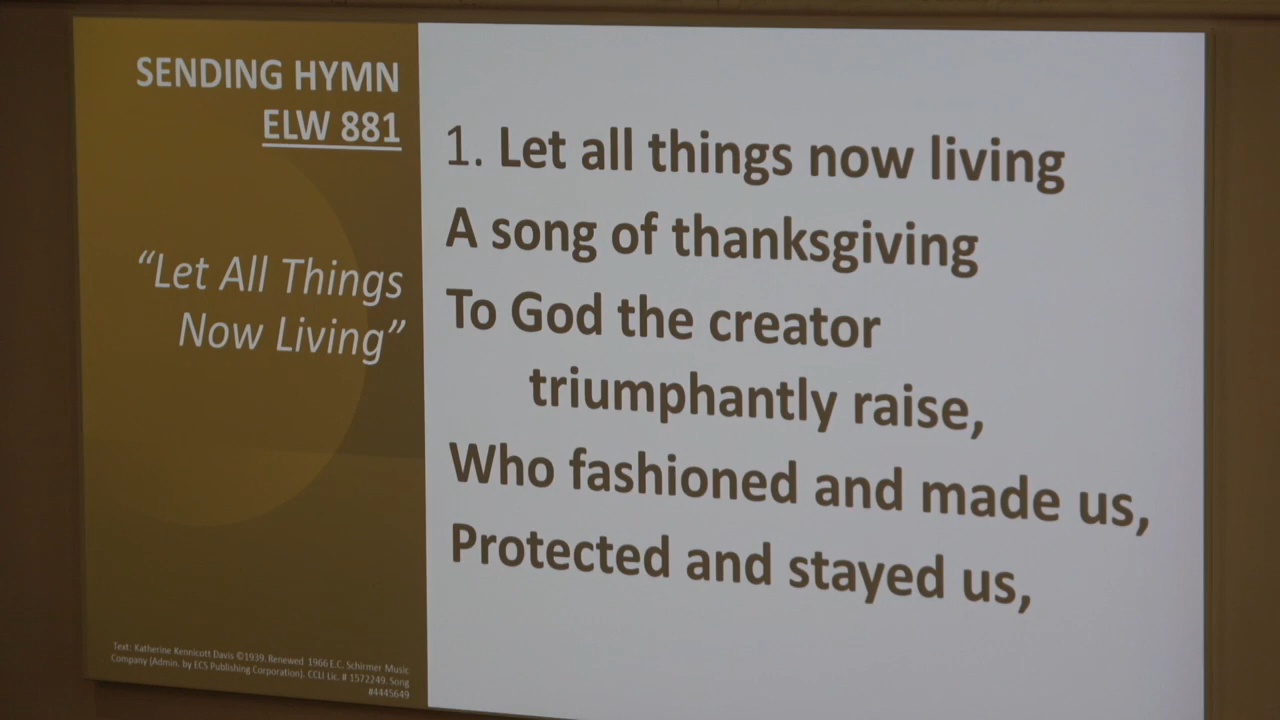 SENDING HYMN
ELW 881
“Let All Things
Now Living”
1. Let all things now living
A song of thanksgiving
To God the creator
triumphantly raise,
Who fashioned and made us,
Protected and stayed us,
Text: Katherine Kennicott Davis ©1939. Renewed 1966 E.C. Schirmer Music
Company (Admin. by ECS Publishing Corporation). CCLI Lic. # 1572249. Song
#4445649